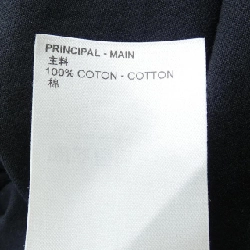 PRINCIPAL - MAIN
主料
100% COTON - COTTON
棉